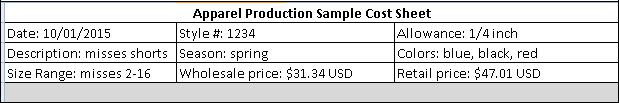 Apparel Production Sample Cost Sheet
Date: 10/01/2015 Style #: 1234 Allowance: 1/4 inch
Description: misses shorts Season: spring Colors: blue, black, red
Size Range: misses 2-16 Wholesale price: $31.34 USD Retail price: $47.01 USD